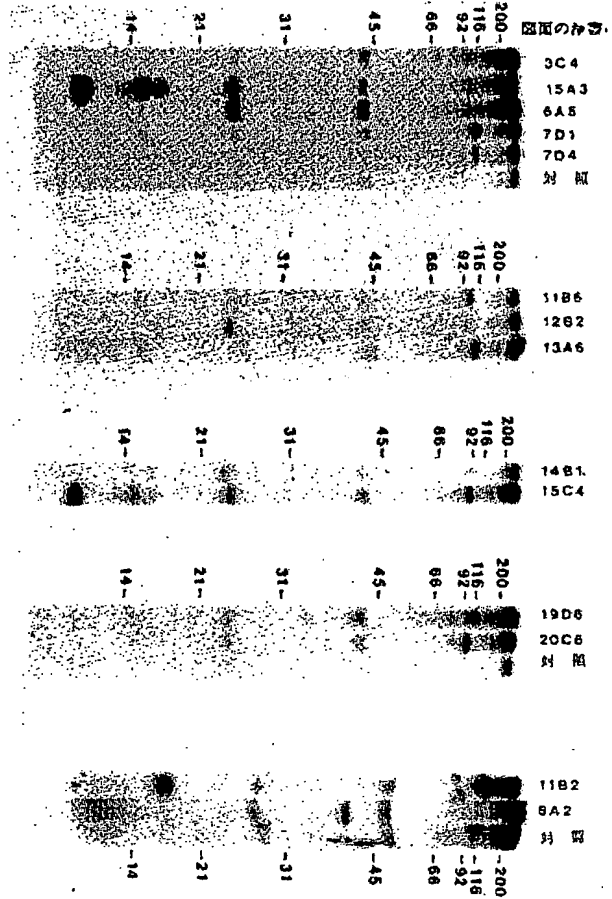 14- 21- 31- 45- 66- 92- 116- 200-
図面の浄書
3C4
15A3
6A5
7D1
7D4
対 照
14- 21- 31- 45- 66- 92- 116- 200-
11B6
12B2
13A6
14- 21- 31- 45- 66- 92- 116- 200-
14B1
15C4
14- 21- 31- 45- 66- 92- 116- 200-
19D6
20C6
対 照
11B2
8A2
対 照
-14 -21 -31 -45 -66 -92 -116 -200